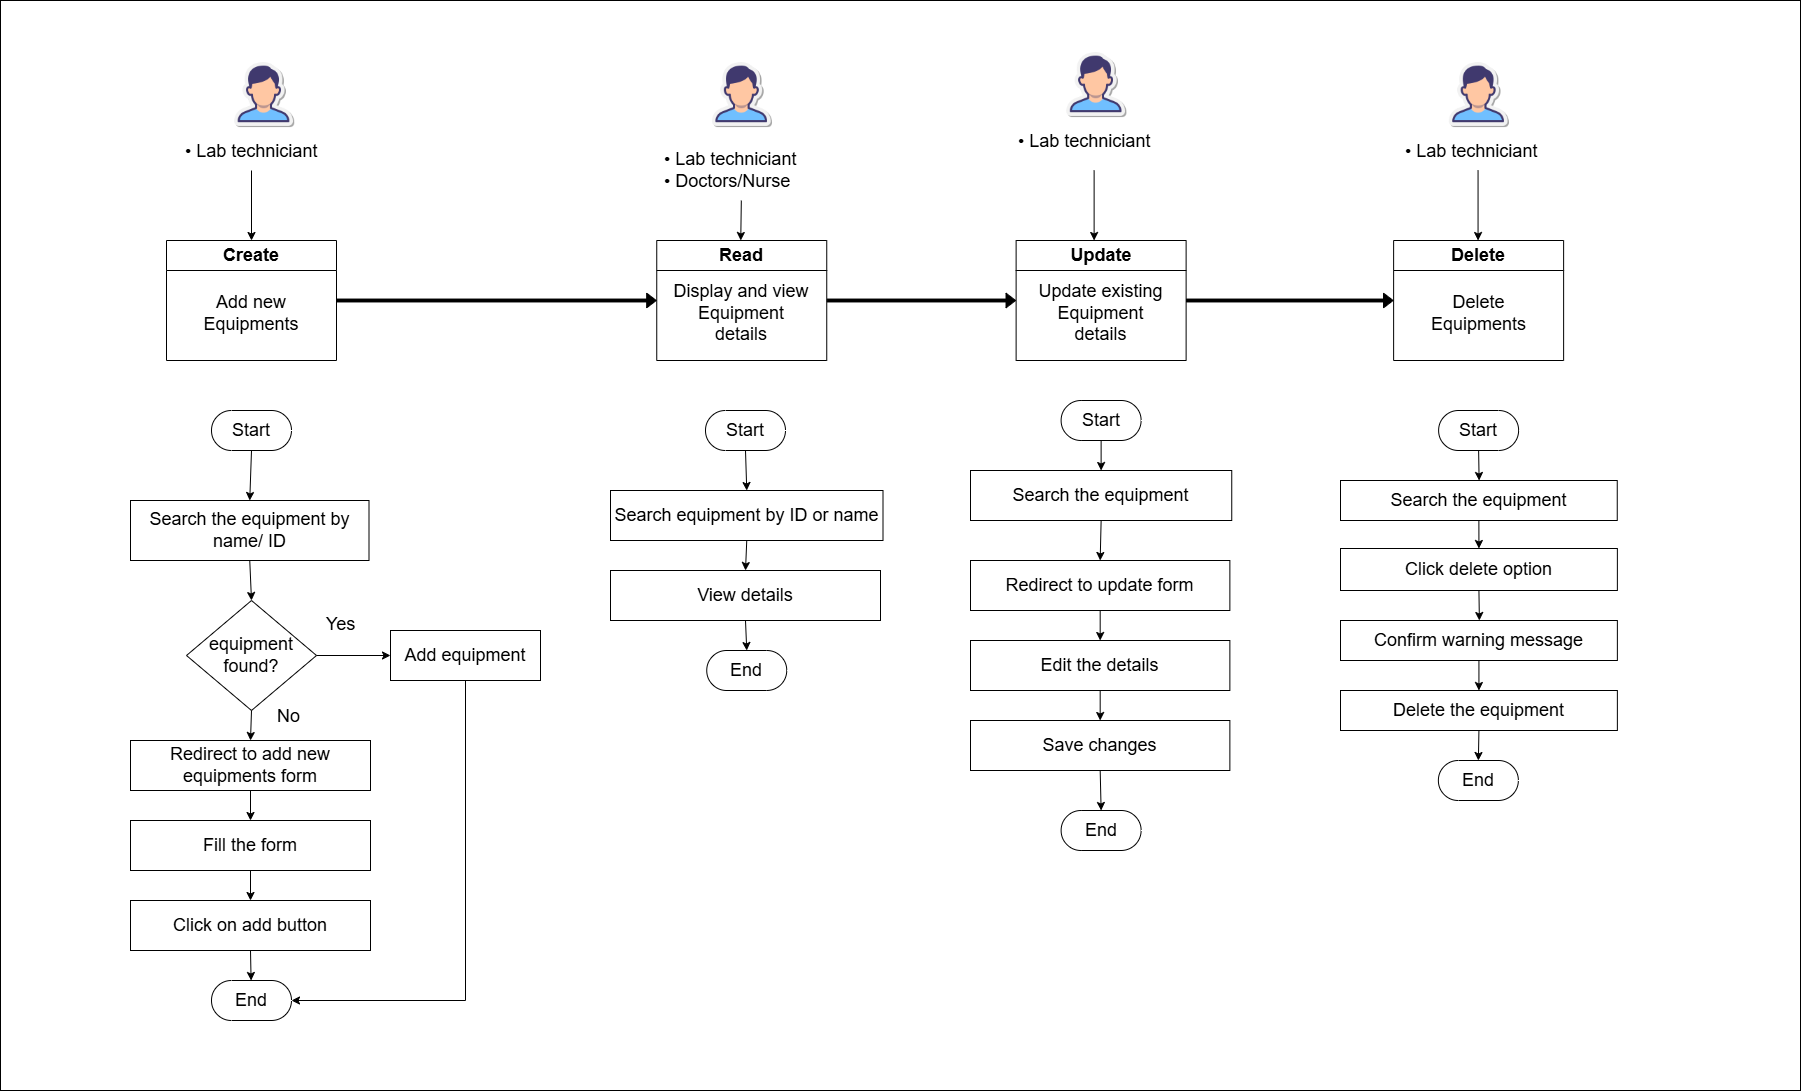 • Lab techniciant
• Lab techniciant
• Doctors/Nurse
• Lab techniciant
• Lab techniciant
Create
Add new
Equipments
Read
Display and view
Equipment
details
Update
Update existing
Equipment
details
Delete
Delete
Equipments
Start
Search the equipment by
name/ ID
equipment
found?
Yes
Add equipment
No
Redirect to add new
equipments form
Fill the form
Click on add button
End
Start
Search equipment by ID or name
View details
End
Start
Search the equipment
Redirect to update form
Edit the details
Save changes
End
Start
Search the equipment
Click delete option
Confirm warning message
Delete the equipment
End